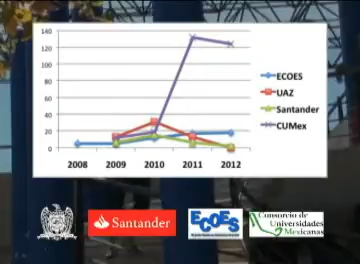 140
120
100
80
60
40
20
0
2008 2009 2010 2011 2012
ECOES
UAZ
Santander
CUMex
Santander
ECOES
Consorcio de
Universidades
Mexicanas